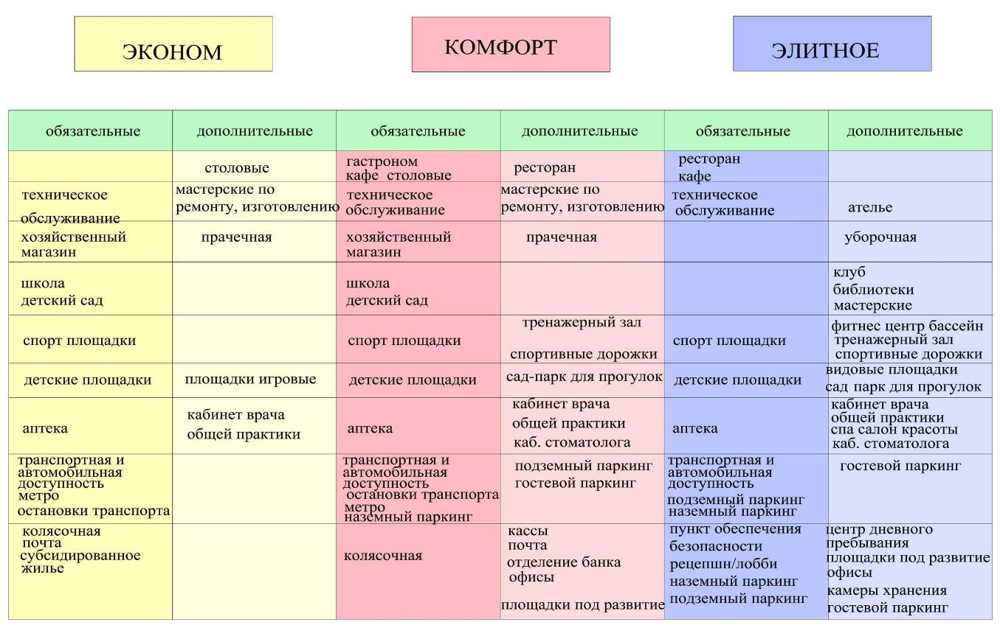 ЭКОНОМ
КОМФОРТ
ЭЛИТНОЕ
обязательные
дополнительные
обязательные
дополнительные
обязательные
дополнительные
столовые
гастроном
кафе столовые
ресторан
ресторан
кафе
техническое
обслуживание
мастерские по
ремонту, изготовлению
техническое
обслуживание
мастерские по
ремонту, изготовлению
техническое
обслуживание
ателье
хозяйственный
магазин
прачечная
хозяйственный
магазин
прачечная
уборочная
школа
детский сад
школа
детский сад
клуб
библиотеки
мастерские
спорт площадки
спорт площадки
тренажерный зал
спортивные дорожки
спорт площадки
фитнес центр бассейн
тренажерный зал
спортивные дорожки
детские площадки
площадки игровые
детские площадки
сад-парк для прогулок
детские площадки
видовые площадки
сад парк для прогулок
аптека
кабинет врача
общей практики
аптека
кабинет врача
общей практики
каб. стоматолога
аптека
кабинет врача
общей практики
спа салон красоты
каб. стоматолога
транспортная и
автомобильная
доступность
метро
остановки транспорта
транспортная и
автомобильная
доступность
остановки транспорта
метро
наземный паркинг
подземный паркинг
гостевой паркинг
транспортная и
автомобильная
доступность
подземный паркинг
наземный паркинг
гостевой паркинг
колясочная
почта
субсидированное
жилье
колясочная
кассы
почта
отделение банка
офисы
площадки под развитие
пункт обеспечения
безопасности
рецепшн/лобби
наземный паркинг
подземный паркинг
центр дневного
пребывания
площадки под развитие
офисы
камеры хранения
гостевой паркинг